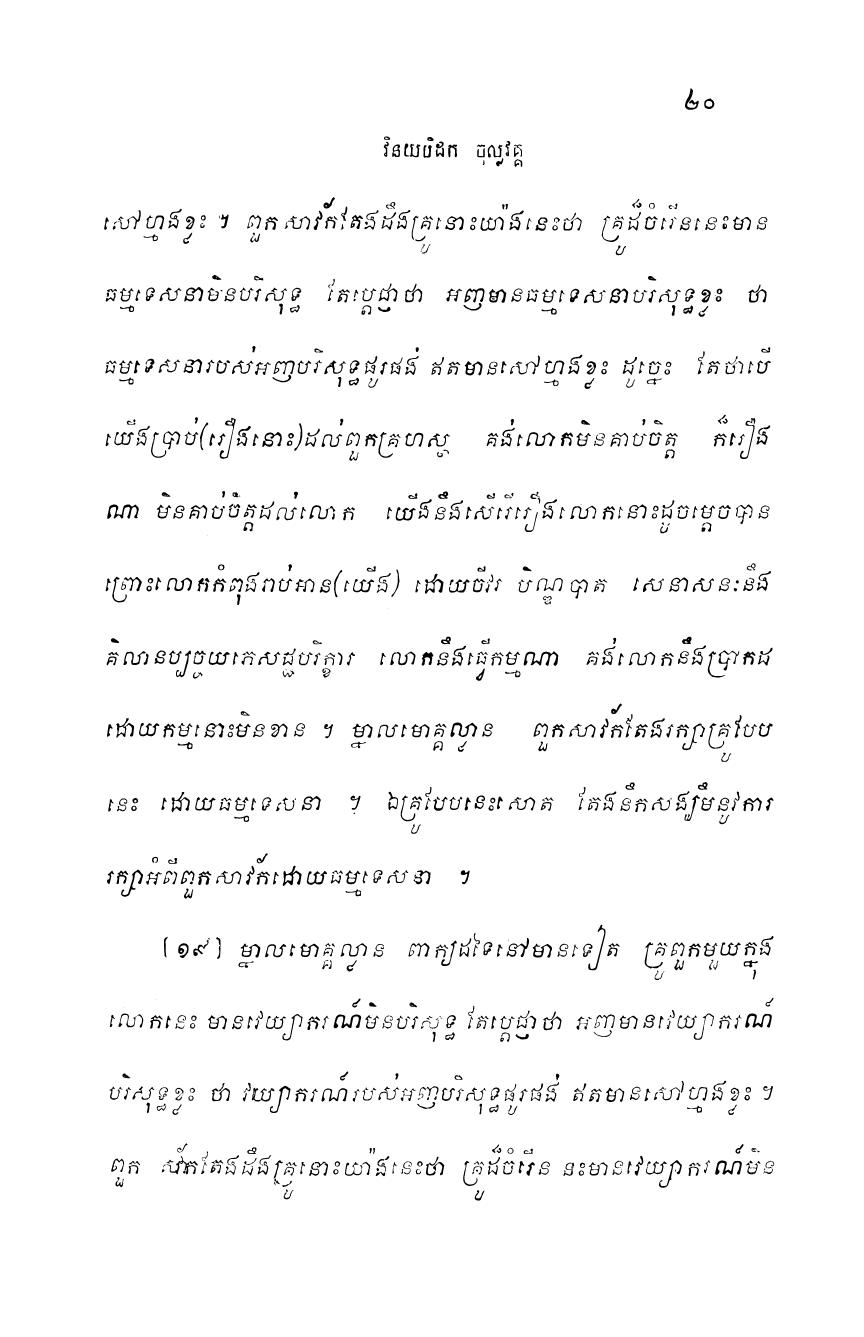 ២០
វិនយបិដក ចុល្លវគ្គ
សៅហ្មងខ្លះ ។ ពួកសាវ័កតែងដឹងគ្រូនោះយ៉ាងនេះថា គ្រូដ៏ចំរើននេះមាន
ធម្មទេសនាមិនបរិសុទ្ធ តែប្តេជ្ញាថា អញមានធម្មទេសនាបរិសុទ្ធខ្លះ ថា
ធម្មទេសនារបស់អញបរិសុទ្ធផូរផង់ ឥតមានសៅហ្មងខ្លះ ដូច្នេះ តែថាបើ
យើងប្រាប់(រឿងនោះ)ដល់ពួកគ្រហស្ថ គង់លោកមិនគាប់ចិត្ត ក៏រឿង
ណា មិនគាប់ចិត្តដល់លោក យើងនឹងសើរើរឿងលោកនោះដូចម្តេចបាន
ព្រោះលោកកំពុងរាប់អាន(យើង) ដោយចីវរ បិណ្ឌបាត សេនាសនៈនឹង
គិលានប្បច្ចយភេសជ្ជបរិក្ខារ លោកនឹងធ្វើកម្មណា គង់លោកនឹងប្រាកដ
ដោយកម្មនោះមិនខាន ។ ម្នាលមោគ្គល្លាន ពួកសាវ័កតែងរក្សាគ្រូបែប
នេះ ដោយធម្មទេសនា ។ ឯគ្រូបែបនេះសោត តែងនឹកសង្ឃឹមនូវការ
រក្សាអំពីពួកសាវ័កដោយធម្មទេសនា ។
(១៩) ម្នាលមោគ្គល្លាន ពាក្យដទៃនៅមានទៀត គ្រូពួកមួយក្នុង
លោកនេះ មានវេយ្យាករណ៍មិនបរិសុទ្ធ តែប្តេជ្ញាថា អញមានវេយ្យាករណ៍
បរិសុទ្ធខ្លះ ថា វយ្យាករណ៍របស់អញបរិសុទ្ធផូរផង់ ឥតមានសៅហ្មងខ្លះ ។
ពួក សាវ័កតែងដឹងគ្រូនោះយ៉ាងនេះថា គ្រូដ៏ចំរើន នះមានវេយ្យាករណ៍មិន